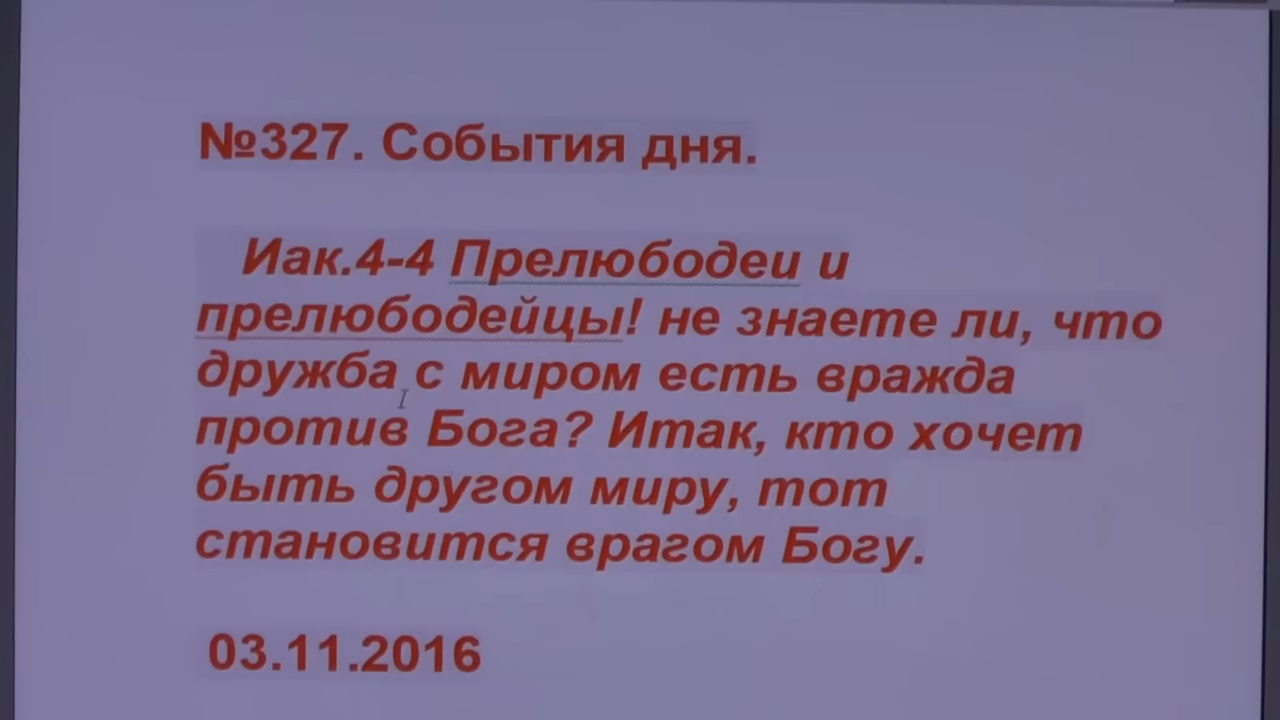 №327. События дня.
Иак.4-4 Прелюбодеи и
прелюбодейцы! не знаете ли, что
дружба с миром есть вражда
против Бога? Итак, кто хочет
быть другом миру, тот
становится врагом Богу.
03.11.2016